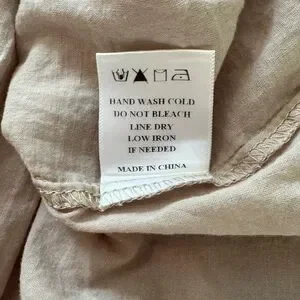 HAND WASH COLD
DO NOT BLEACH
LINE DRY
LOW IRON
IF NEEDED
MADE IN CHINA